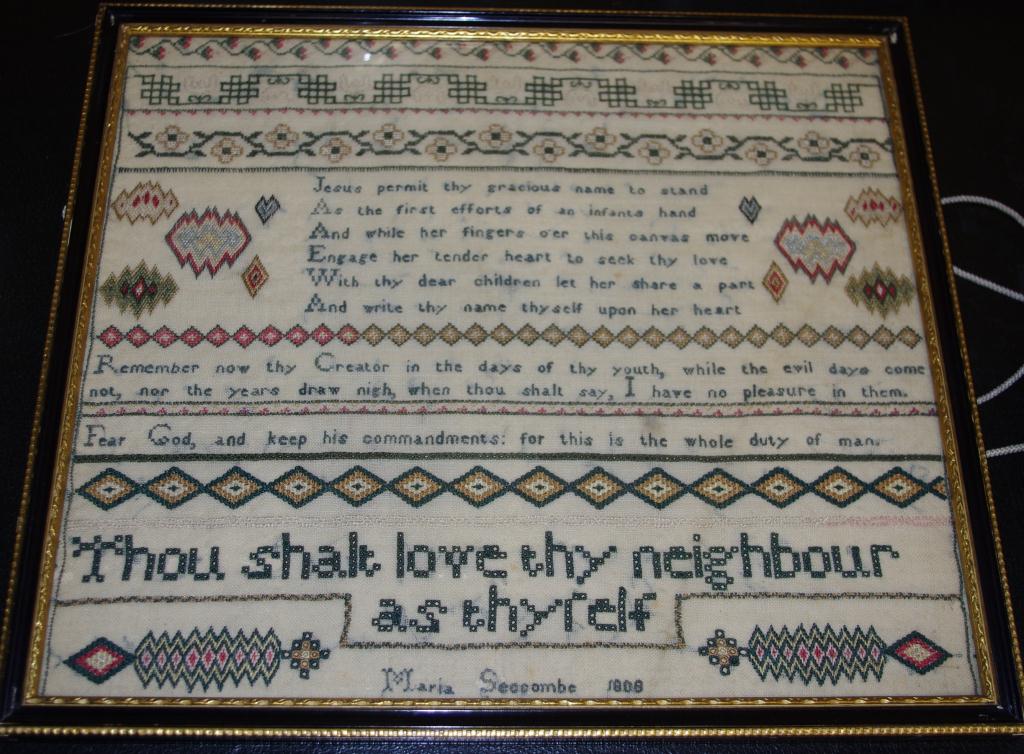 Jesus permit thy gracious name to stand
As the first efforts of an infants hand
And while her fingers o'er this canvas move
Engage her tender heart to seek thy love
With thy dear children let her share a part
And write thy name thyself upon her heart
Remember now thy Creator in the days of thy youth, while the evil days come
not, nor the years draw nigh, when thou shalt say, I have no pleasure in them.
Fear God, and keep his commandments: for this is the whole duty of man.
Thou shalt love thy neighbour
as thyſelf
Maria Seccombe 1808